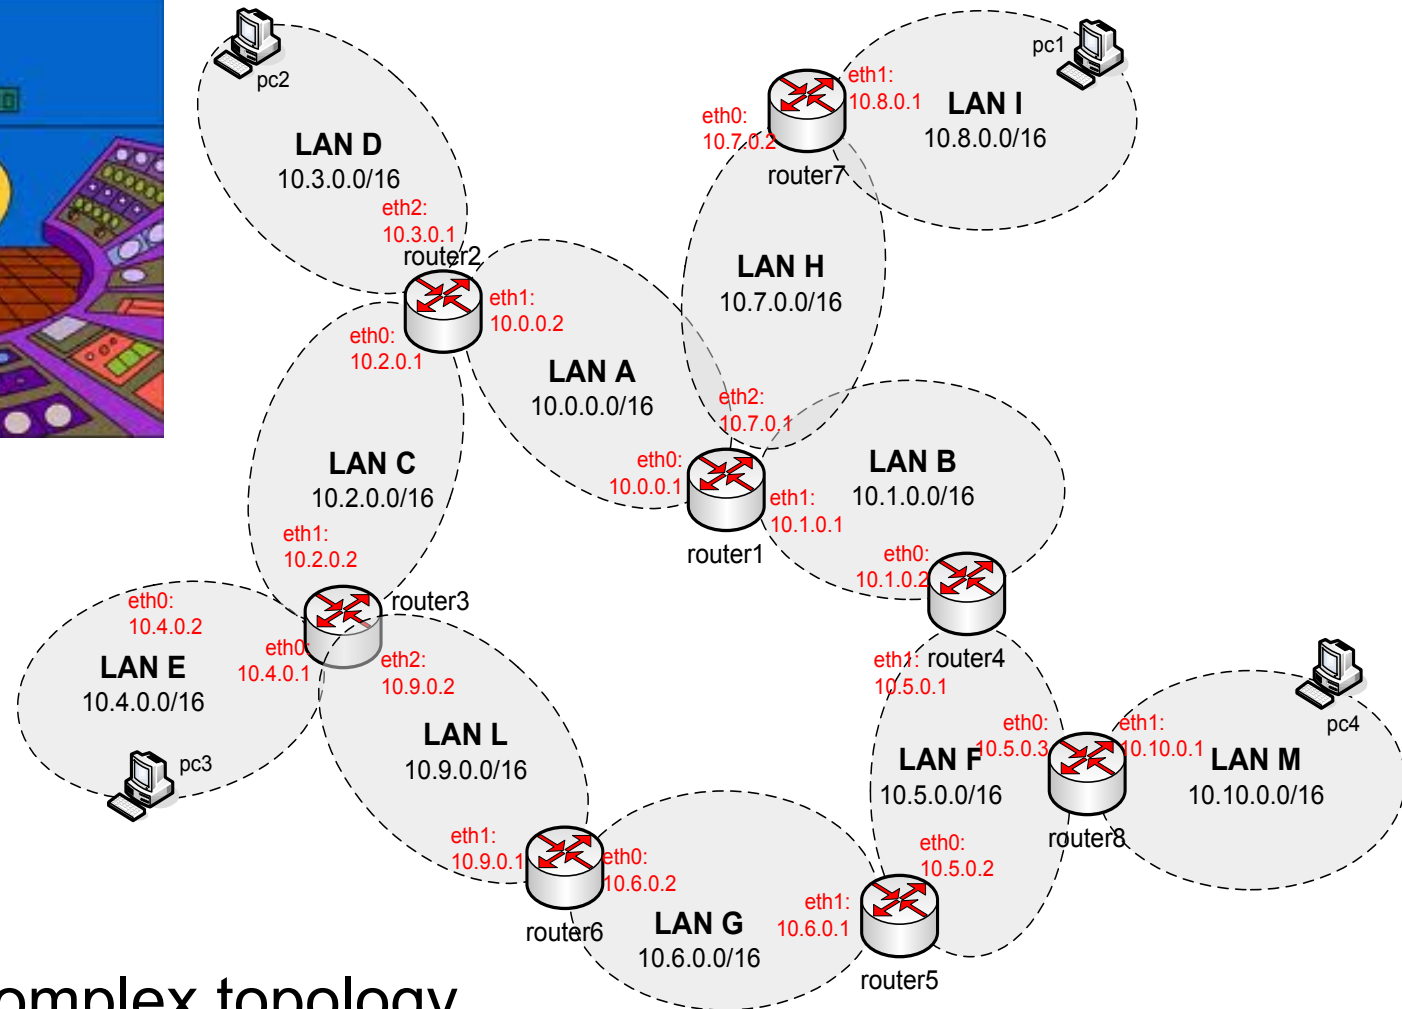 pc2
LAN D
10.3.0.0/16
eth2:
10.3.0.1
router2
eth1:
10.0.0.2
eth0:
10.2.0.1
pc1
eth1:
10.8.0.1
LAN I
10.8.0.0/16
eth0:
10.7.0.2
router7
LAN H
10.7.0.0/16
LAN A
10.0.0.0/16
eth2:
10.7.0.1
eth0:
10.0.0.1
eth1:
10.1.0.1
router1
LAN B
10.1.0.0/16
eth0:
10.1.0.2
router4
eth1:
10.5.0.1
LAN C
10.2.0.0/16
eth1:
10.2.0.2
router3
eth0:
10.4.0.2
eth0:
10.4.0.1
LAN E
10.4.0.0/16
pc3
eth2:
10.9.0.2
LAN L
10.9.0.0/16
eth1:
10.9.0.1
eth0:
10.6.0.2
router6
LAN G
10.6.0.0/16
eth1:
10.6.0.1
eth0:
10.5.0.2
router5
LAN F
10.5.0.0/16
eth0:
10.5.0.3
eth1:
10.10.0.1
router8
LAN M
10.10.0.0/16
pc4
omplex topology